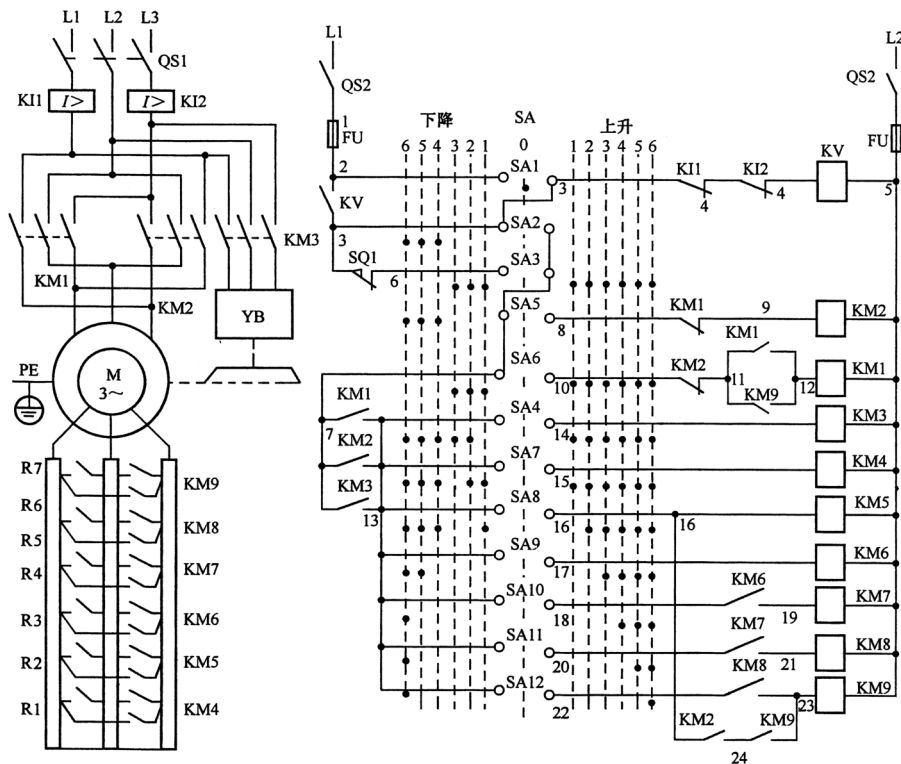 L1 L2 L3
QS1
KI1 I> I> KI2
KM3
KM1
KM2
YB
PE
M
3～
R7
KM9
R6
R5
KM8
R4
KM7
R3
KM6
R2
KM5
R1
KM4
L1
QS2
1
FU
2
KV
3
SQ1
6
下降 SA 上升
6 5 4 3 2 1 0 1 2 3 4 5 6
SA1
3
KI1 KI2
4 4
KV
5
L2
QS2
FU
SA2
SA3
SA5
8
KM1
9
KM2
SA6
10
KM2
11
KM1
KM9
12
KM1
KM1
7
KM2
KM3
13
SA4
14
KM3
SA7
15
KM4
SA8
16
16
KM5
SA9
17
KM6
SA10
18
KM6
19
KM7
SA11
20
KM7
21
KM8
SA12
22
KM8
23
KM9
KM2 KM9
24